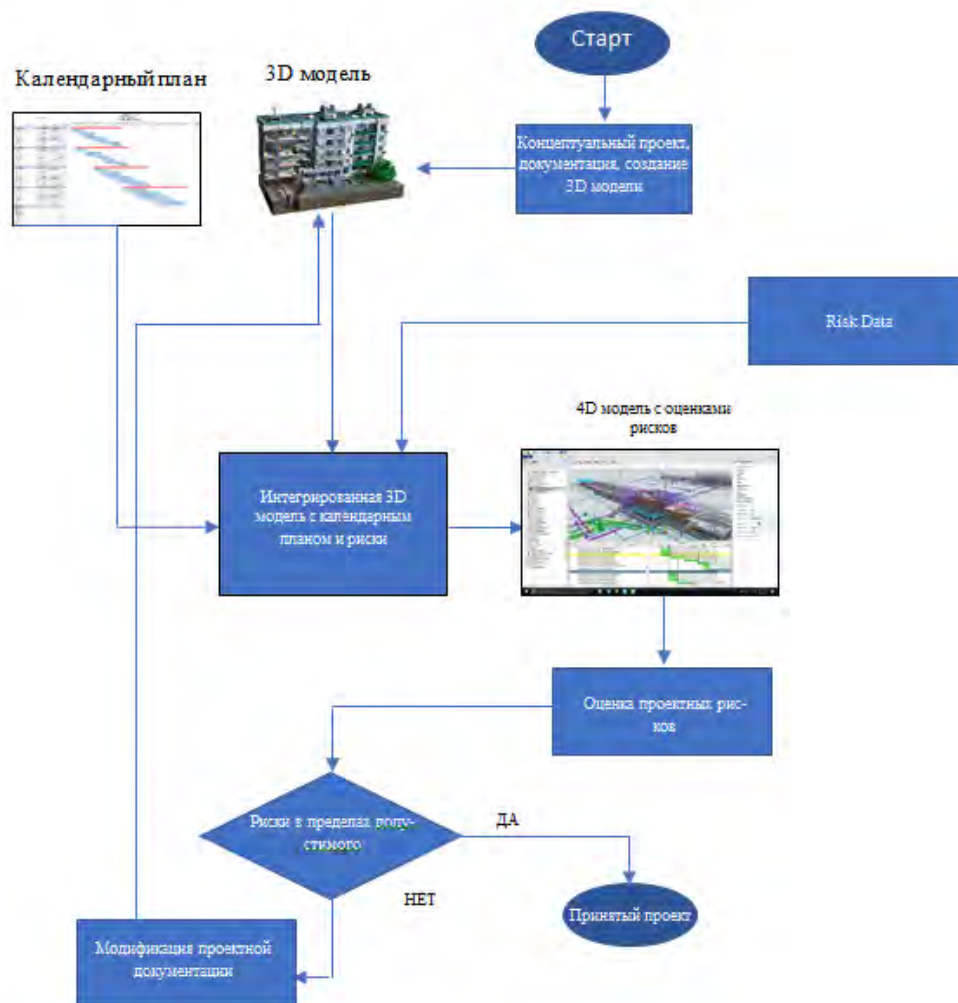 Старт
Календарный план
3D модель
Концептуальный проект,
документация, создание
3D модели
Risk Data
4D модель с оценками
рисков
Интегрированная 3D
модель с календарным
планом и риски
Оценка проектных рис-
ков
Риски в пределах допу-
стимого
ДА
НЕТ
Принятый проект
Модификация проектной
документации